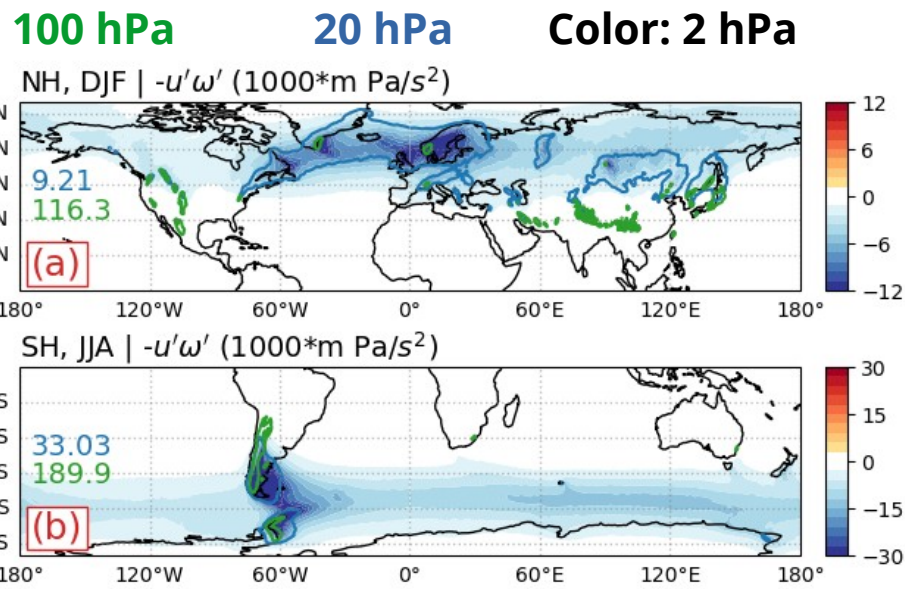 100 hPa 20 hPa Color: 2 hPa
NH, DJF | -u′ω′ (1000*m Pa/s²)
N
N
N
N
N
9.21
116.3
(a)
12
6
0
−6
−12
180° 120°W 60°W 0° 60°E 120°E 180°
SH, JJA | -u′ω′ (1000*m Pa/s²)
S
S
S
S
S
33.03
189.9
(b)
30
15
0
−15
−30
180° 120°W 60°W 0° 60°E 120°E 180°